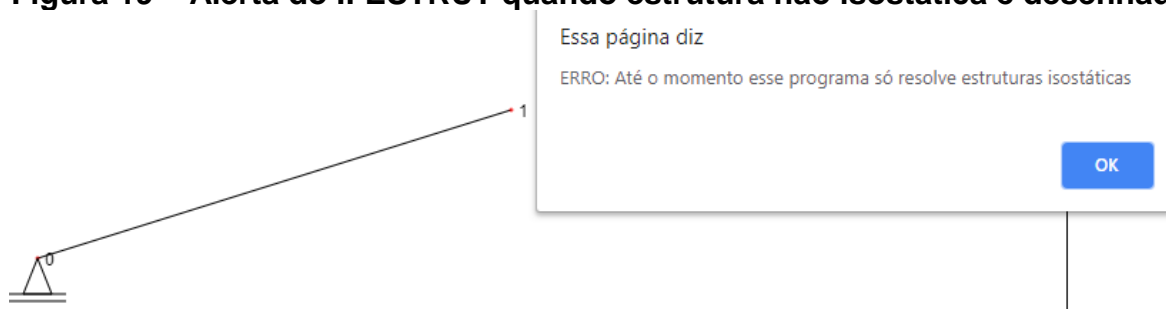 Essa página diz
ERRO: Até o momento esse programa só resolve estruturas isostáticas
1
OK
0